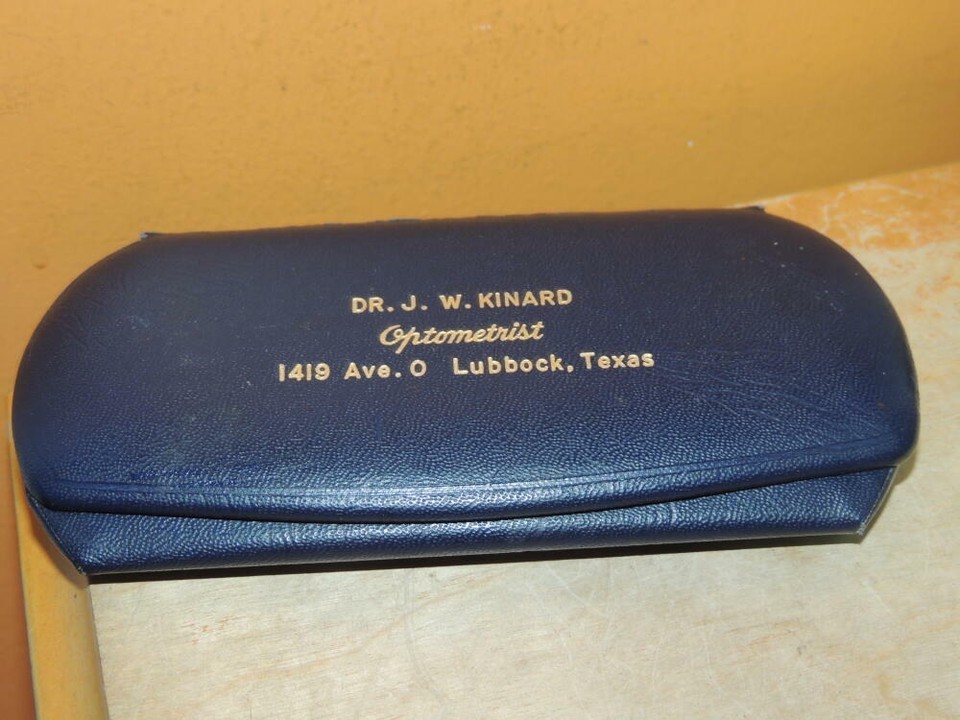 DR. J. W. KINARD
Optometrist
1419 Ave. O Lubbock, Texas